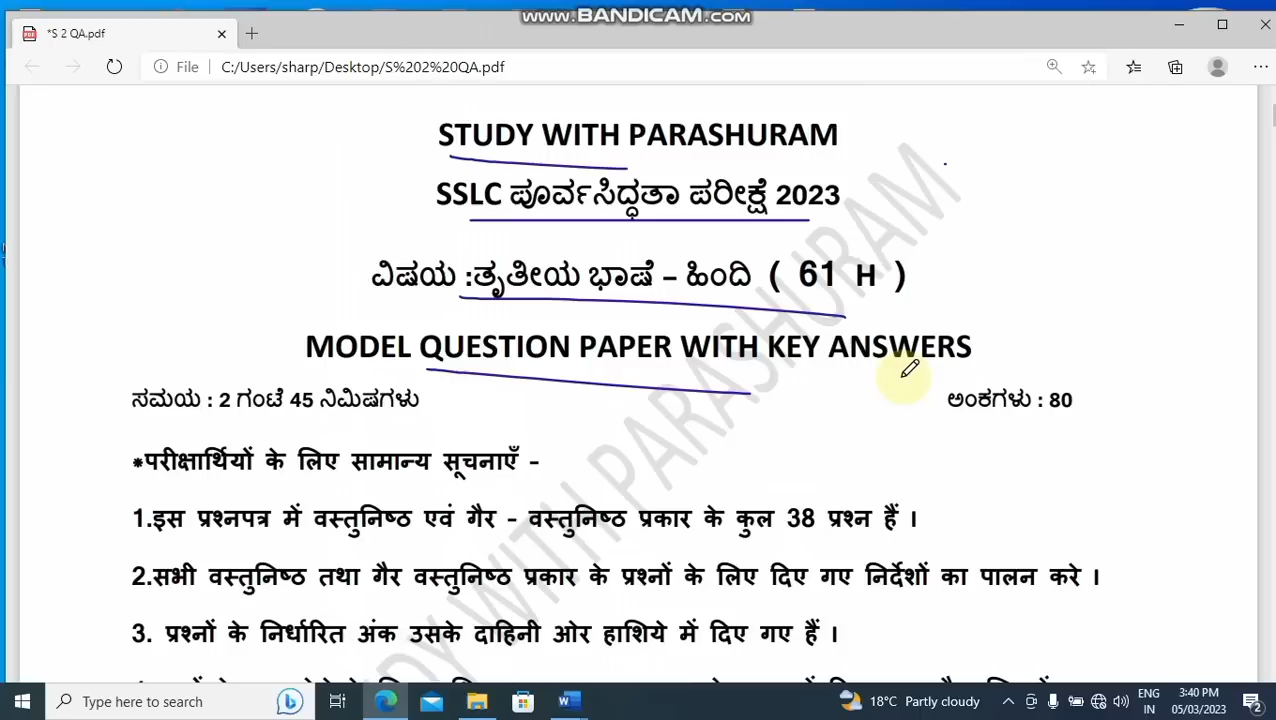 www.BANDICAM.com
*S 2 QA.pdf
File
C:/Users/sharp/Desktop/S%202%20QA.pdf
STUDY WITH PARASHURAM
SSLC ಪೂರ್ವಸಿದ್ಧತಾ ಪರೀಕ್ಷೆ 2023
ವಿಷಯ :ತೃತೀಯ ಭಾಷೆ – ಹಿಂದಿ ( 61 H )
MODEL QUESTION PAPER WITH KEY ANSWERS
ಸಮಯ : 2 ಗಂಟೆ 45 ನಿಮಿಷಗಳು ಅಂಕಗಳು : 80
*परीक्षार्थियों के लिए सामान्य सूचनाएँ -
1.इस प्रश्नपत्र में वस्तुनिष्ठ एवं गैर - वस्तुनिष्ठ प्रकार के कुल 38 प्रश्न हैं ।
2.सभी वस्तुनिष्ठ तथा गैर वस्तुनिष्ठ प्रकार के प्रश्नों के लिए दिए गए निर्देशों का पालन करे ।
3. प्रश्नों के निर्धारित अंक उसके दाहिनी ओर हाशिये में दिए गए हैं ।
STUDY WITH PARASHURAM
Type here to search
18°C Partly cloudy
ENG
IN
3:40 PM
05/03/2023
2